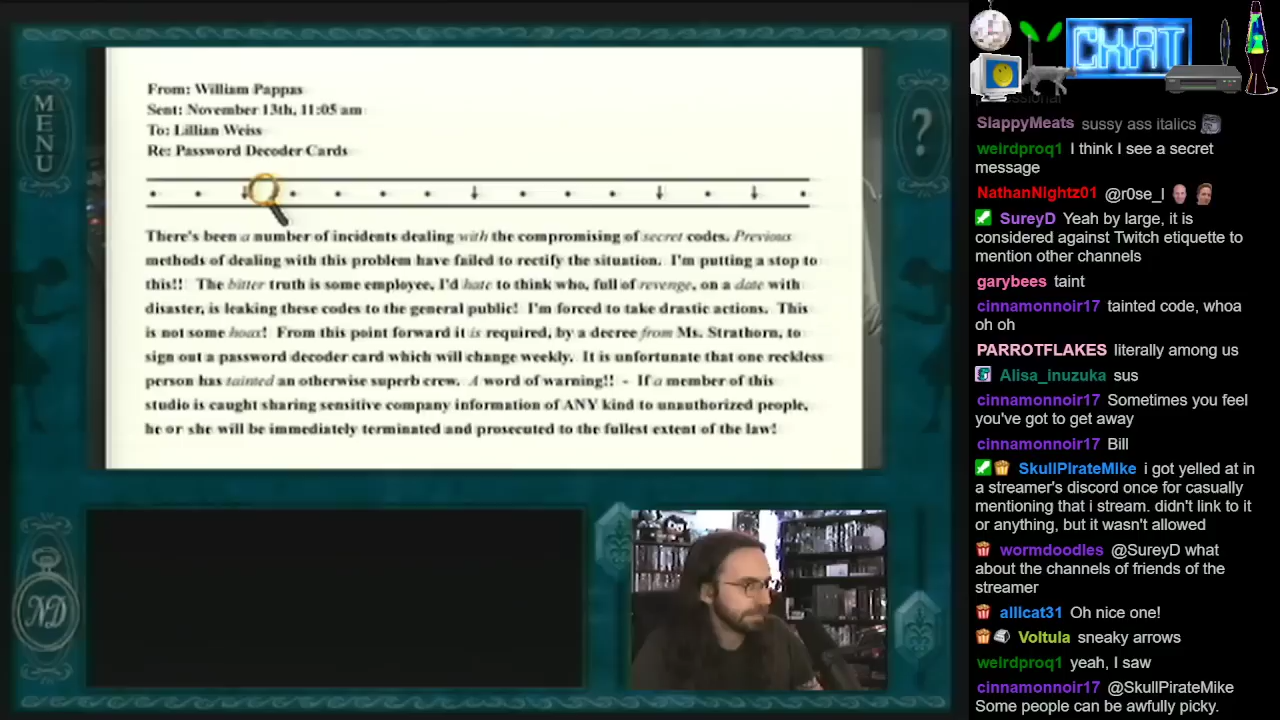 MENU
?
ND
From: William Pappas
Sent: November 13th, 11:05 am
To: Lillian Weiss
Re: Password Decoder Cards
There's been a number of incidents dealing with the compromising of secret codes. Previous
methods of dealing with this problem have failed to rectify the situation. I'm putting a stop to
this!! The bitter truth is some employee, I'd hate to think who, full of revenge, on a date with
disaster, is leaking these codes to the general public! I'm forced to take drastic actions. This
is not some hoax! From this point forward it is required, by a decree from Ms. Strathorn, to
sign out a password decoder card which will change weekly. It is unfortunate that one reckless
person has tainted an otherwise superb crew. A word of warning!! - If a member of this
studio is caught sharing sensitive company information of ANY kind to unauthorized people,
he or she will be immediately terminated and prosecuted to the fullest extent of the law!
CHAT
professional
SlappyMeats sussy ass italics
weirdproq1 I think I see a secret
message
NathanNIghtz01 @r0se_l
SureyD Yeah by large, it is
considered against Twitch etiquette to
mention other channels
garybees taint
cinnamonnoir17 tainted code, whoa
oh oh
PARROTFLAKES literally among us
Alisa_inuzuka sus
cinnamonnoir17 Sometimes you feel
you've got to get away
cinnamonnoir17 Bill
SkullPirateMike i got yelled at in
a streamer's discord once for casually
mentioning that i stream. didn't link to it
or anything, but it wasn't allowed
wormdoodles @SureyD what
about the channels of friends of the
streamer
allicat31 Oh nice one!
Voltula sneaky arrows
weirdproq1 yeah, I saw
cinnamonnoir17 @SkullPirateMike
Some people can be awfully picky.